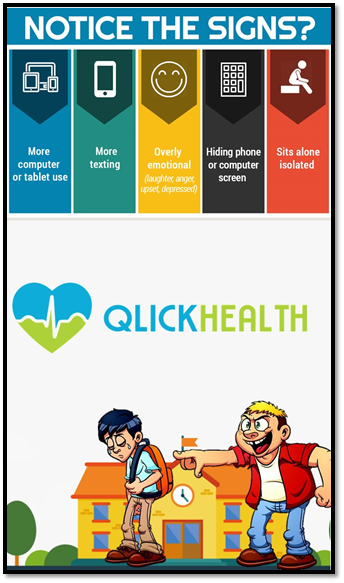 NOTICE THE SIGNS?
More
computer
or tablet use
More
texting
Overly
emotional
(laughter, anger,
upset, depressed)
Hiding phone
or computer
screen
Sits alone
isolated
QLICKHEALTH